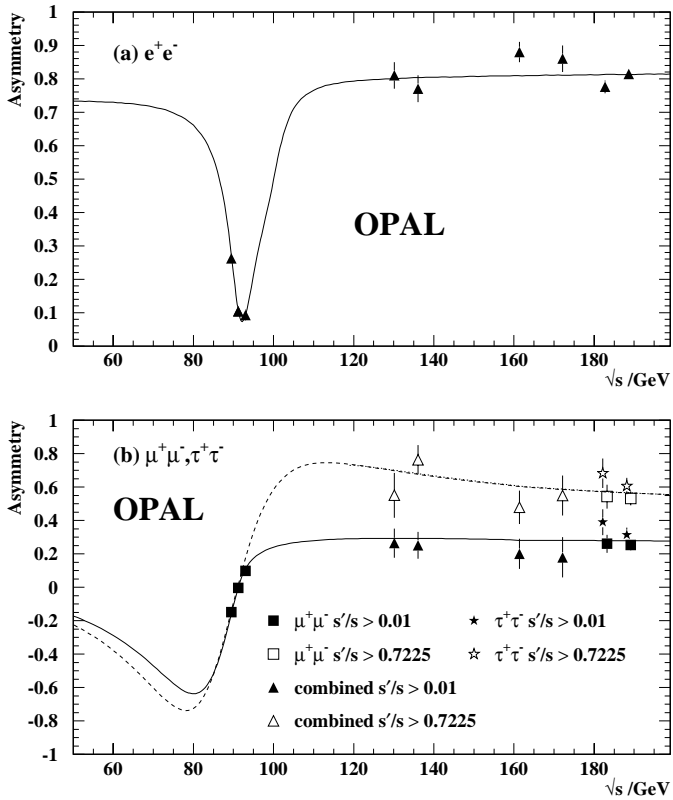 Asymmetry
1
0.9
0.8
0.7
0.6
0.5
0.4
0.3
0.2
0.1
0
(a) e⁺e⁻
OPAL
60 80 100 120 140 160 180
√s /GeV
Asymmetry
1
0.8
0.6
0.4
0.2
0
-0.2
-0.4
-0.6
-0.8
-1
(b) μ⁺μ⁻,τ⁺τ⁻
OPAL
μ⁺μ⁻ s′/s > 0.01
μ⁺μ⁻ s′/s > 0.7225
combined s′/s > 0.01
combined s′/s > 0.7225
τ⁺τ⁻ s′/s > 0.01
τ⁺τ⁻ s′/s > 0.7225
60 80 100 120 140 160 180
√s /GeV